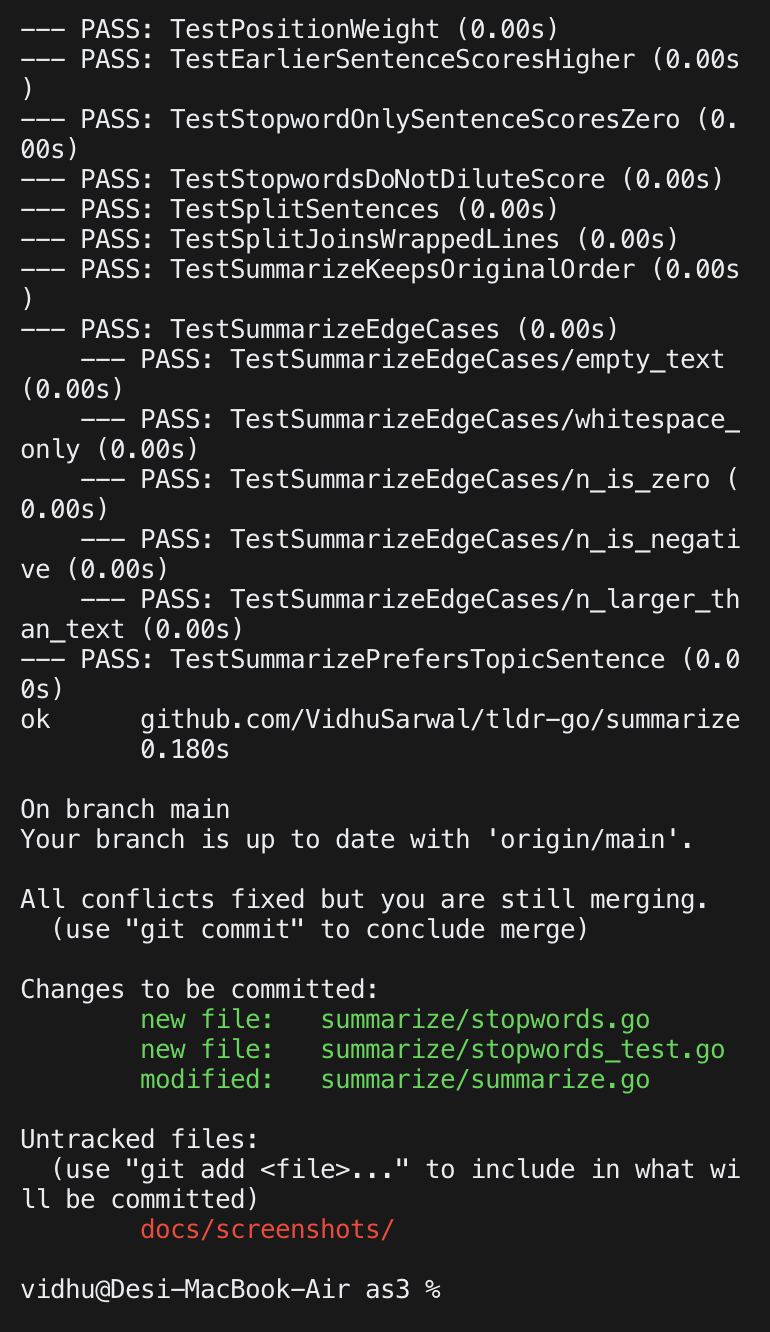 --- PASS: TestPositionWeight (0.00s)
--- PASS: TestEarlierSentenceScoresHigher (0.00s
)
--- PASS: TestStopwordOnlySentenceScoresZero (0.
00s)
--- PASS: TestStopwordsDoNotDiluteScore (0.00s)
--- PASS: TestSplitSentences (0.00s)
--- PASS: TestSplitJoinsWrappedLines (0.00s)
--- PASS: TestSummarizeKeepsOriginalOrder (0.00s
)
--- PASS: TestSummarizeEdgeCases (0.00s)
    --- PASS: TestSummarizeEdgeCases/empty_text
(0.00s)
    --- PASS: TestSummarizeEdgeCases/whitespace_
only (0.00s)
    --- PASS: TestSummarizeEdgeCases/n_is_zero (
0.00s)
    --- PASS: TestSummarizeEdgeCases/n_is_negati
ve (0.00s)
    --- PASS: TestSummarizeEdgeCases/n_larger_th
an_text (0.00s)
--- PASS: TestSummarizePrefersTopicSentence (0.0
0s)
ok      github.com/VidhuSarwal/tldr-go/summarize
        0.180s

On branch main
Your branch is up to date with 'origin/main'.

All conflicts fixed but you are still merging.
  (use "git commit" to conclude merge)

Changes to be committed:
        new file:   summarize/stopwords.go
        new file:   summarize/stopwords_test.go
        modified:   summarize/summarize.go

Untracked files:
  (use "git add <file>..." to include in what wi
ll be committed)
        docs/screenshots/

vidhu@Desi-MacBook-Air as3 %